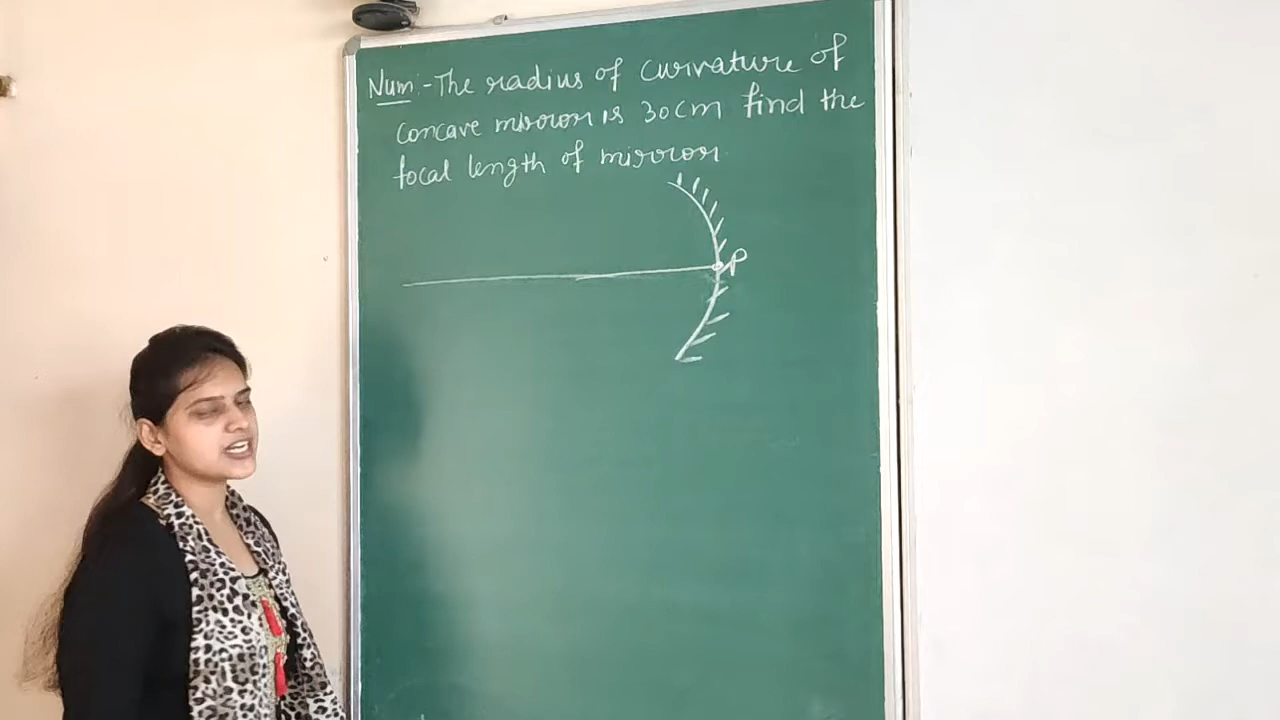 Num:-The radius of curvature of
concave mirror is 30cm find the
focal length of mirror.
P